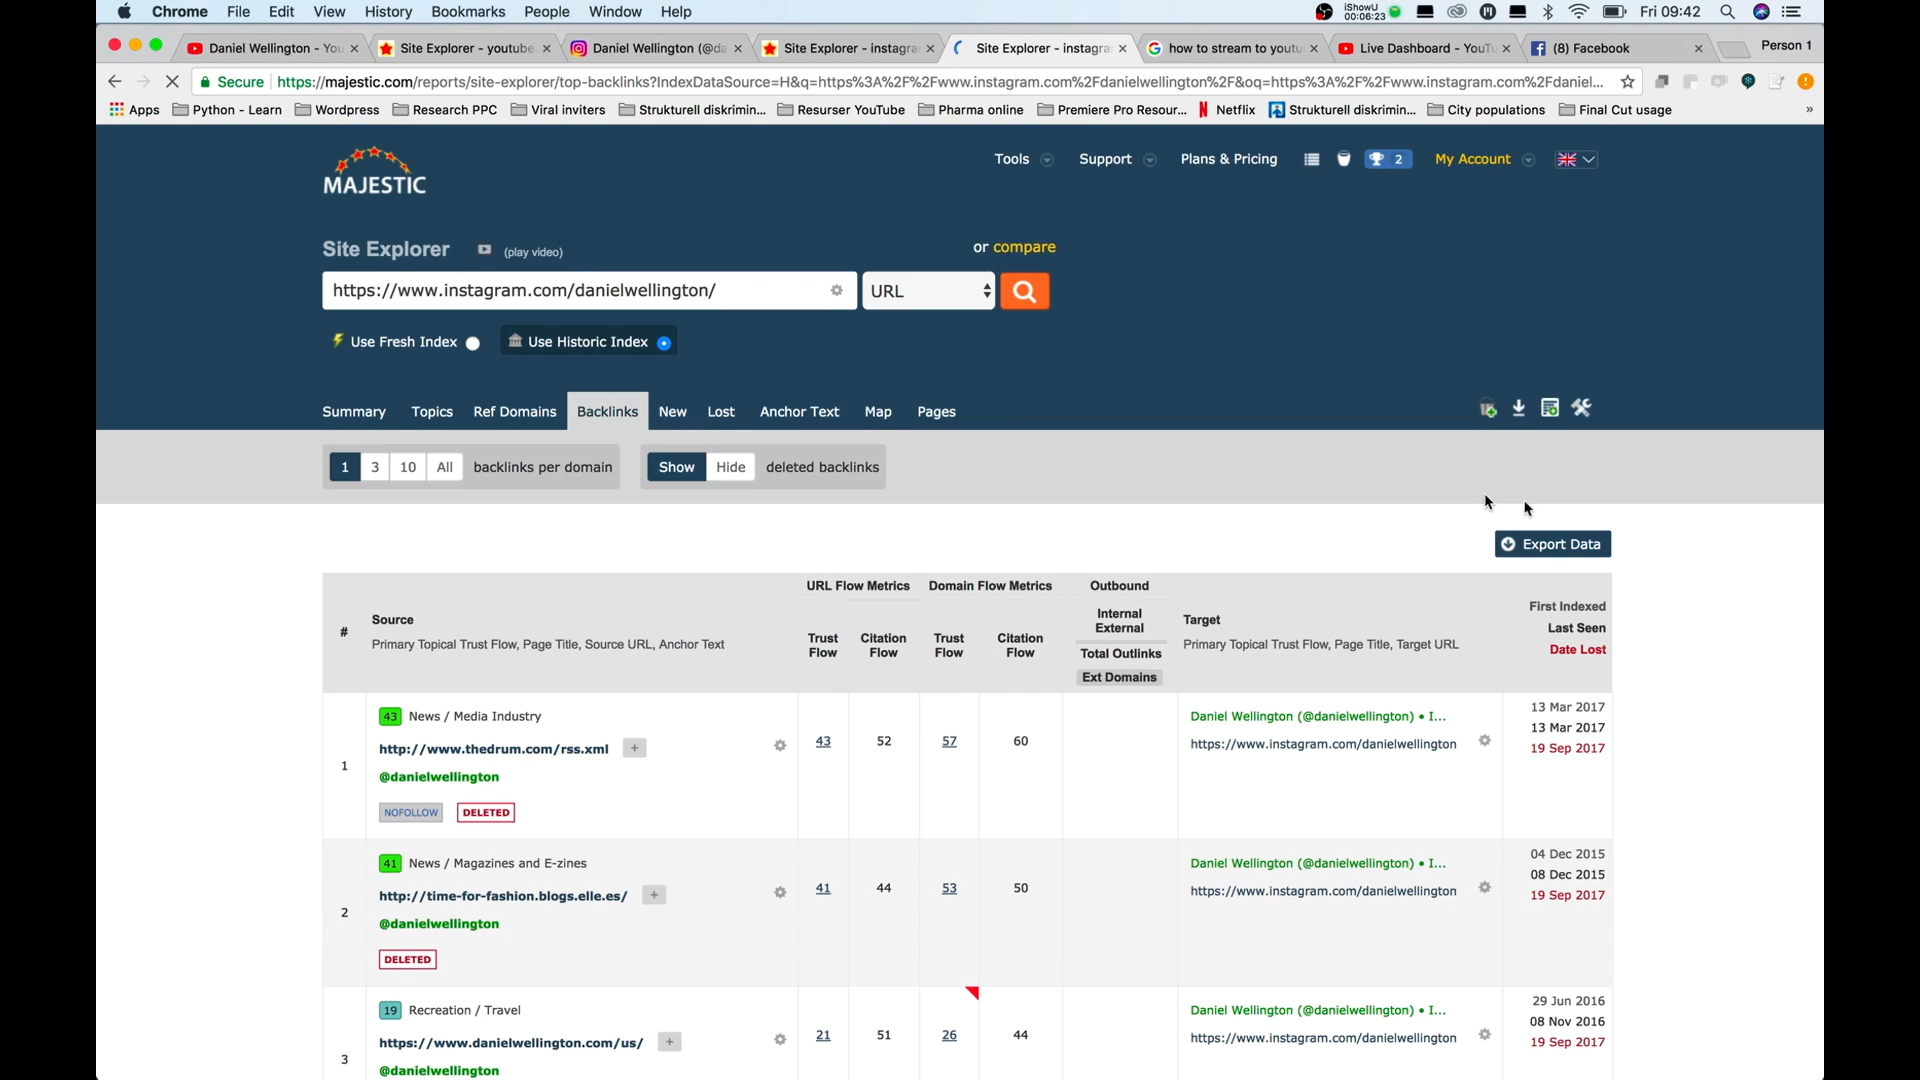 Chrome File Edit View History Bookmarks People Window Help
iShowU
00:06:23
Fri 09:42
Daniel Wellington - You
Site Explorer - youtube.
Daniel Wellington (@da
Site Explorer - instagra
Site Explorer - instagra
how to stream to youtu
Live Dashboard - YouTu
(8) Facebook
Person 1
Secure https://majestic.com/reports/site-explorer/top-backlinks?IndexDataSource=H&q=https%3A%2F%2Fwww.instagram.com%2Fdanielwellington%2F&oq=https%3A%2F%2Fwww.instagram.com%2Fdaniel...
Apps Python - Learn Wordpress Research PPC Viral inviters Strukturell diskrimin... Resurser YouTube Pharma online Premiere Pro Resour... Netflix Strukturell diskrimin... City populations Final Cut usage »
MAJESTIC
Tools Support Plans & Pricing 2 My Account
Site Explorer (play video) or compare
https://www.instagram.com/danielwellington/ URL
Use Fresh Index Use Historic Index
Summary Topics Ref Domains Backlinks New Lost Anchor Text Map Pages
1 3 10 All backlinks per domain Show Hide deleted backlinks
Export Data
# Source
Primary Topical Trust Flow, Page Title, Source URL, Anchor Text
URL Flow Metrics Domain Flow Metrics Outbound
Trust Flow Citation Flow Trust Flow Citation Flow
Internal
External
Total Outlinks
Ext Domains
Target
Primary Topical Trust Flow, Page Title, Target URL
First Indexed
Last Seen
Date Lost
1
43 News / Media Industry
http://www.thedrum.com/rss.xml +
@danielwellington
NOFOLLOW DELETED
43 52 57 60
Daniel Wellington (@danielwellington) • I...
https://www.instagram.com/danielwellington
13 Mar 2017
13 Mar 2017
19 Sep 2017
2
41 News / Magazines and E-zines
http://time-for-fashion.blogs.elle.es/ +
@danielwellington
DELETED
41 44 53 50
Daniel Wellington (@danielwellington) • I...
https://www.instagram.com/danielwellington
04 Dec 2015
08 Dec 2015
19 Sep 2017
3
19 Recreation / Travel
https://www.danielwellington.com/us/ +
@danielwellington
21 51 26 44
Daniel Wellington (@danielwellington) • I...
https://www.instagram.com/danielwellington
29 Jun 2016
08 Nov 2016
19 Sep 2017